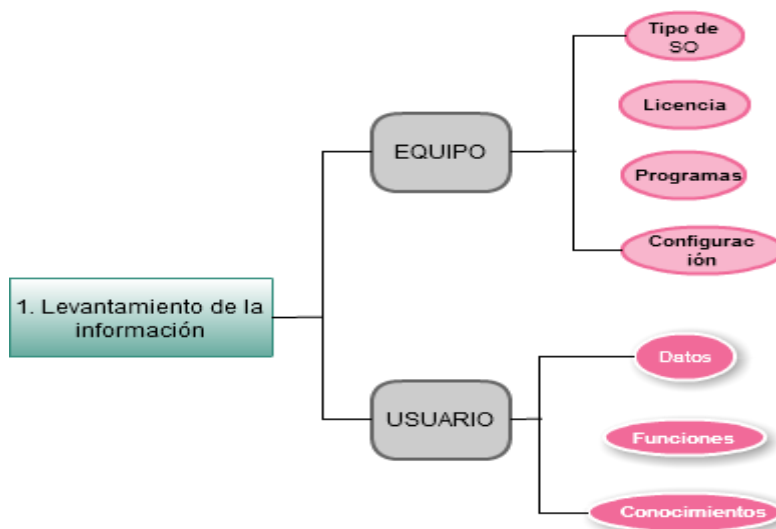 Tipo de
SO
Licencia
EQUIPO
Programas
Configurac
ión
1. Levantamiento de la
información
Datos
USUARIO
Funciones
Conocimientos